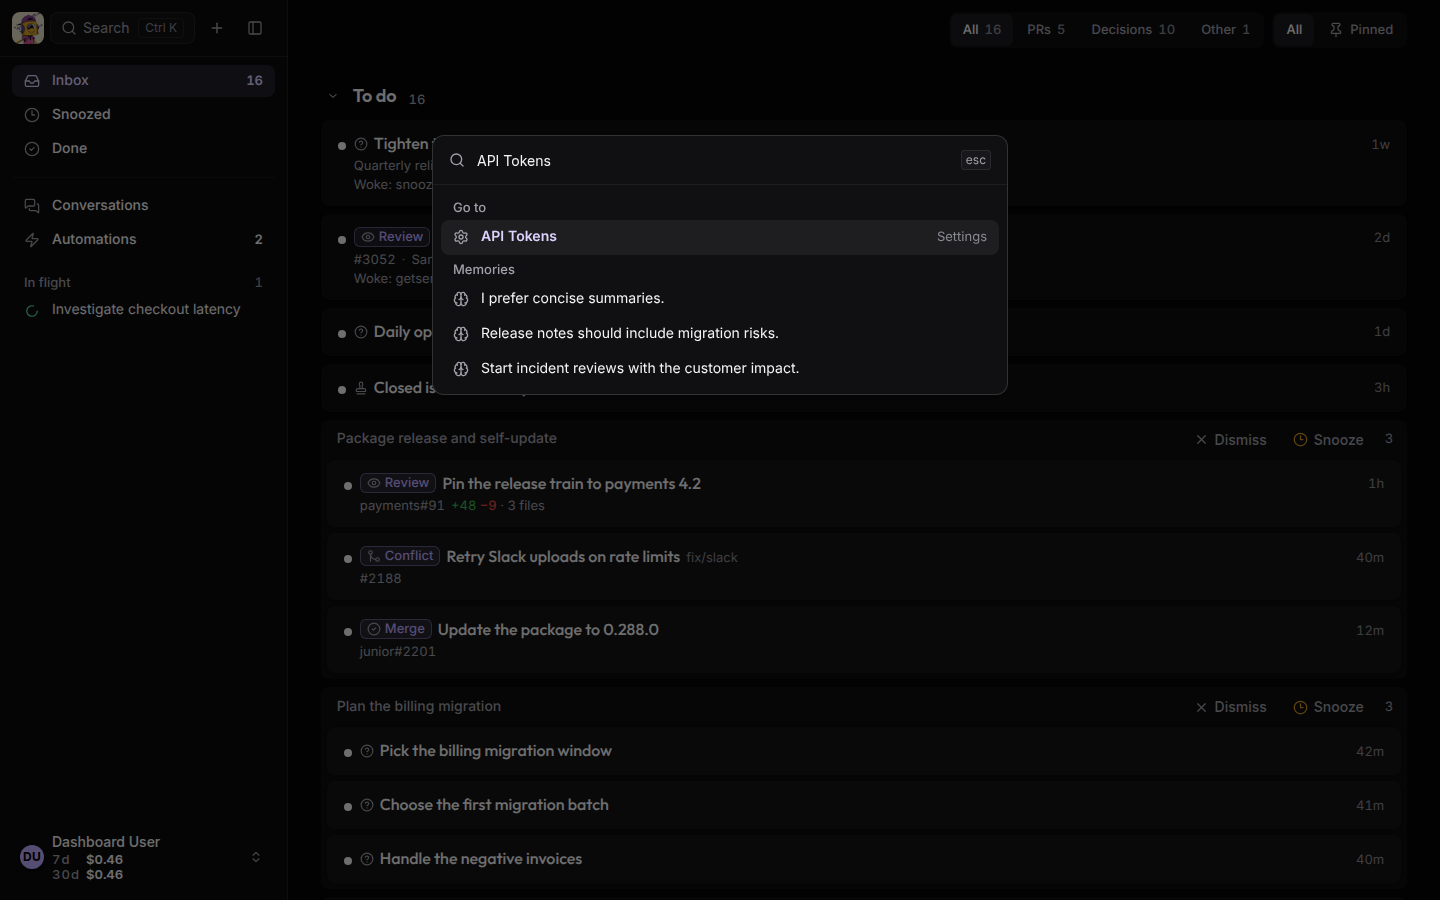 Search Ctrl K
All 16 PRs 5 Decisions 10 Other 1 All Pinned
Inbox 16
Snoozed
Done
Conversations
Automations 2
In flight 1
Investigate checkout latency
Dashboard User
DU
7d $0.46
30d $0.46
To do 16
API Tokens esc
Go to
API Tokens Settings
Memories
I prefer concise summaries.
Release notes should include migration risks.
Start incident reviews with the customer impact.
Tighten 1w
Quarterly reli
Woke: snooz
Review 2d
#3052 · Sar
Woke: getser
Daily op 1d
Closed is 3h
Package release and self-update Dismiss Snooze 3
Review Pin the release train to payments 4.2 1h
payments#91 +48 −9 · 3 files
Conflict Retry Slack uploads on rate limits fix/slack 40m
#2188
Merge Update the package to 0.288.0 12m
junior#2201
Plan the billing migration Dismiss Snooze 3
Pick the billing migration window 42m
Choose the first migration batch 41m
Handle the negative invoices 40m